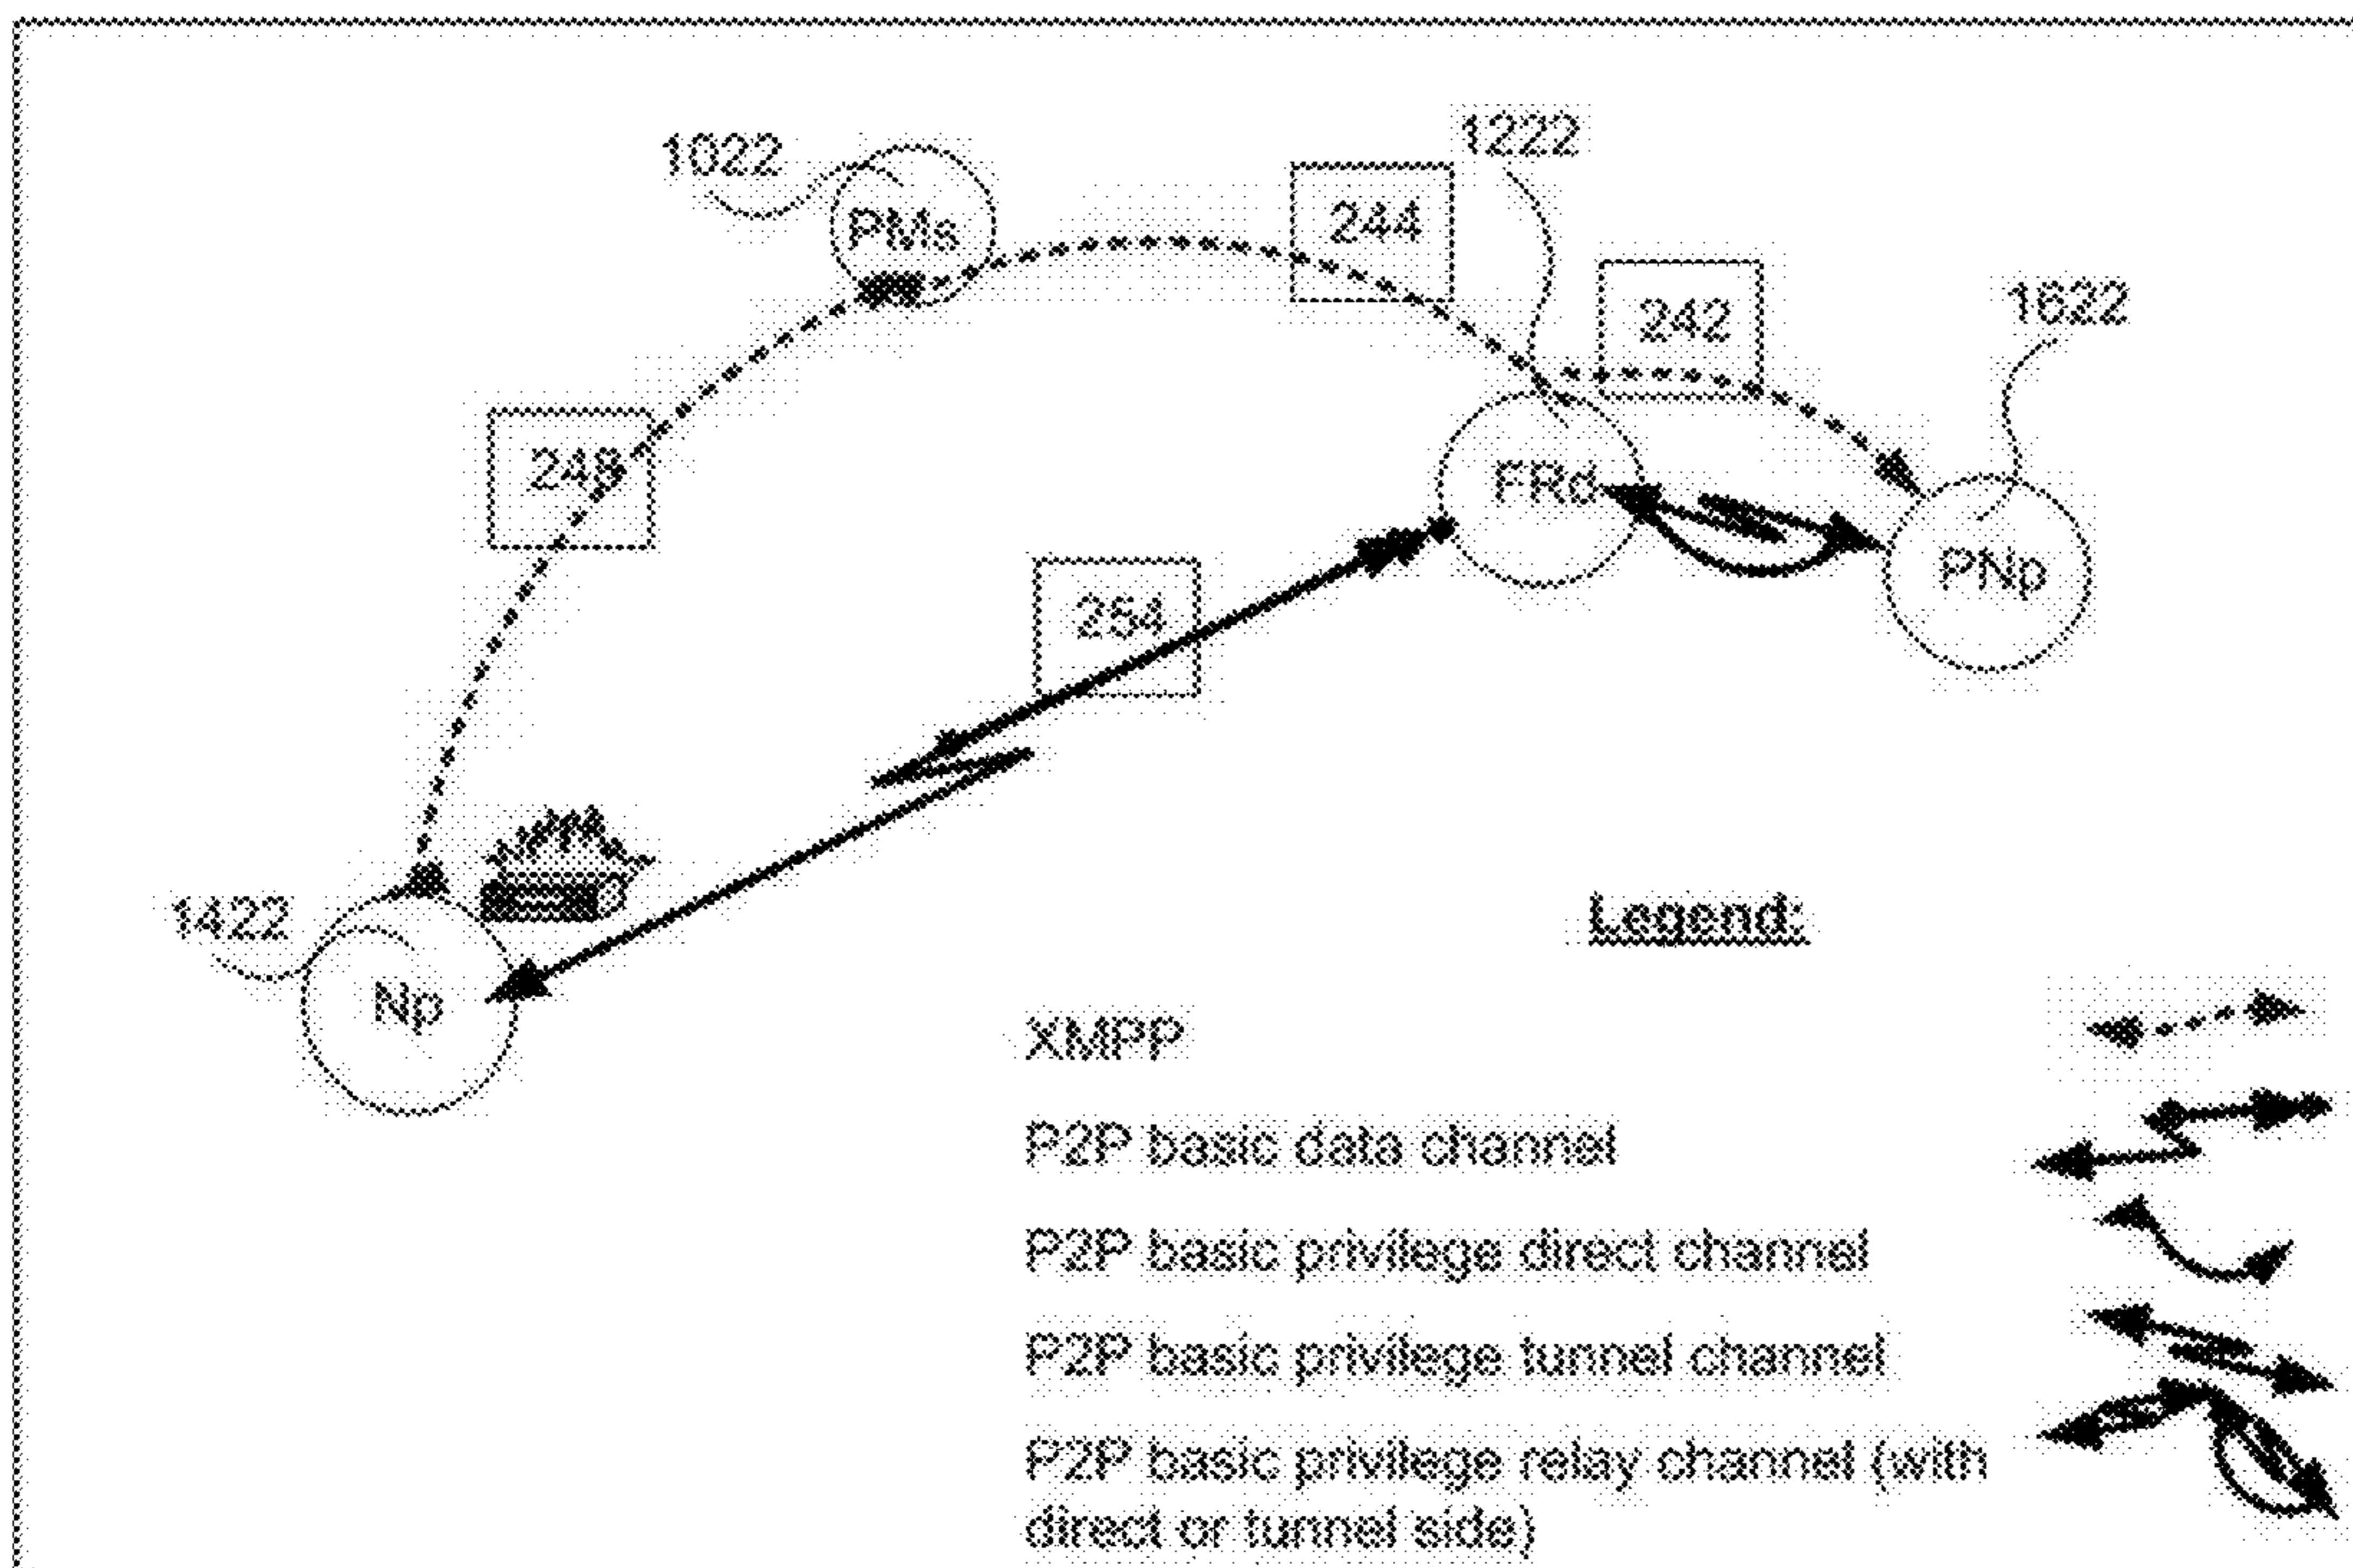 1022
1222
PMs
244
242
1622
248
FRd
PNp
254
1422
Np
Legend:
XMPP
P2P basic data channel
P2P basic privilege direct channel
P2P basic privilege tunnel channel
P2P basic privilege relay channel (with
direct or tunnel side)